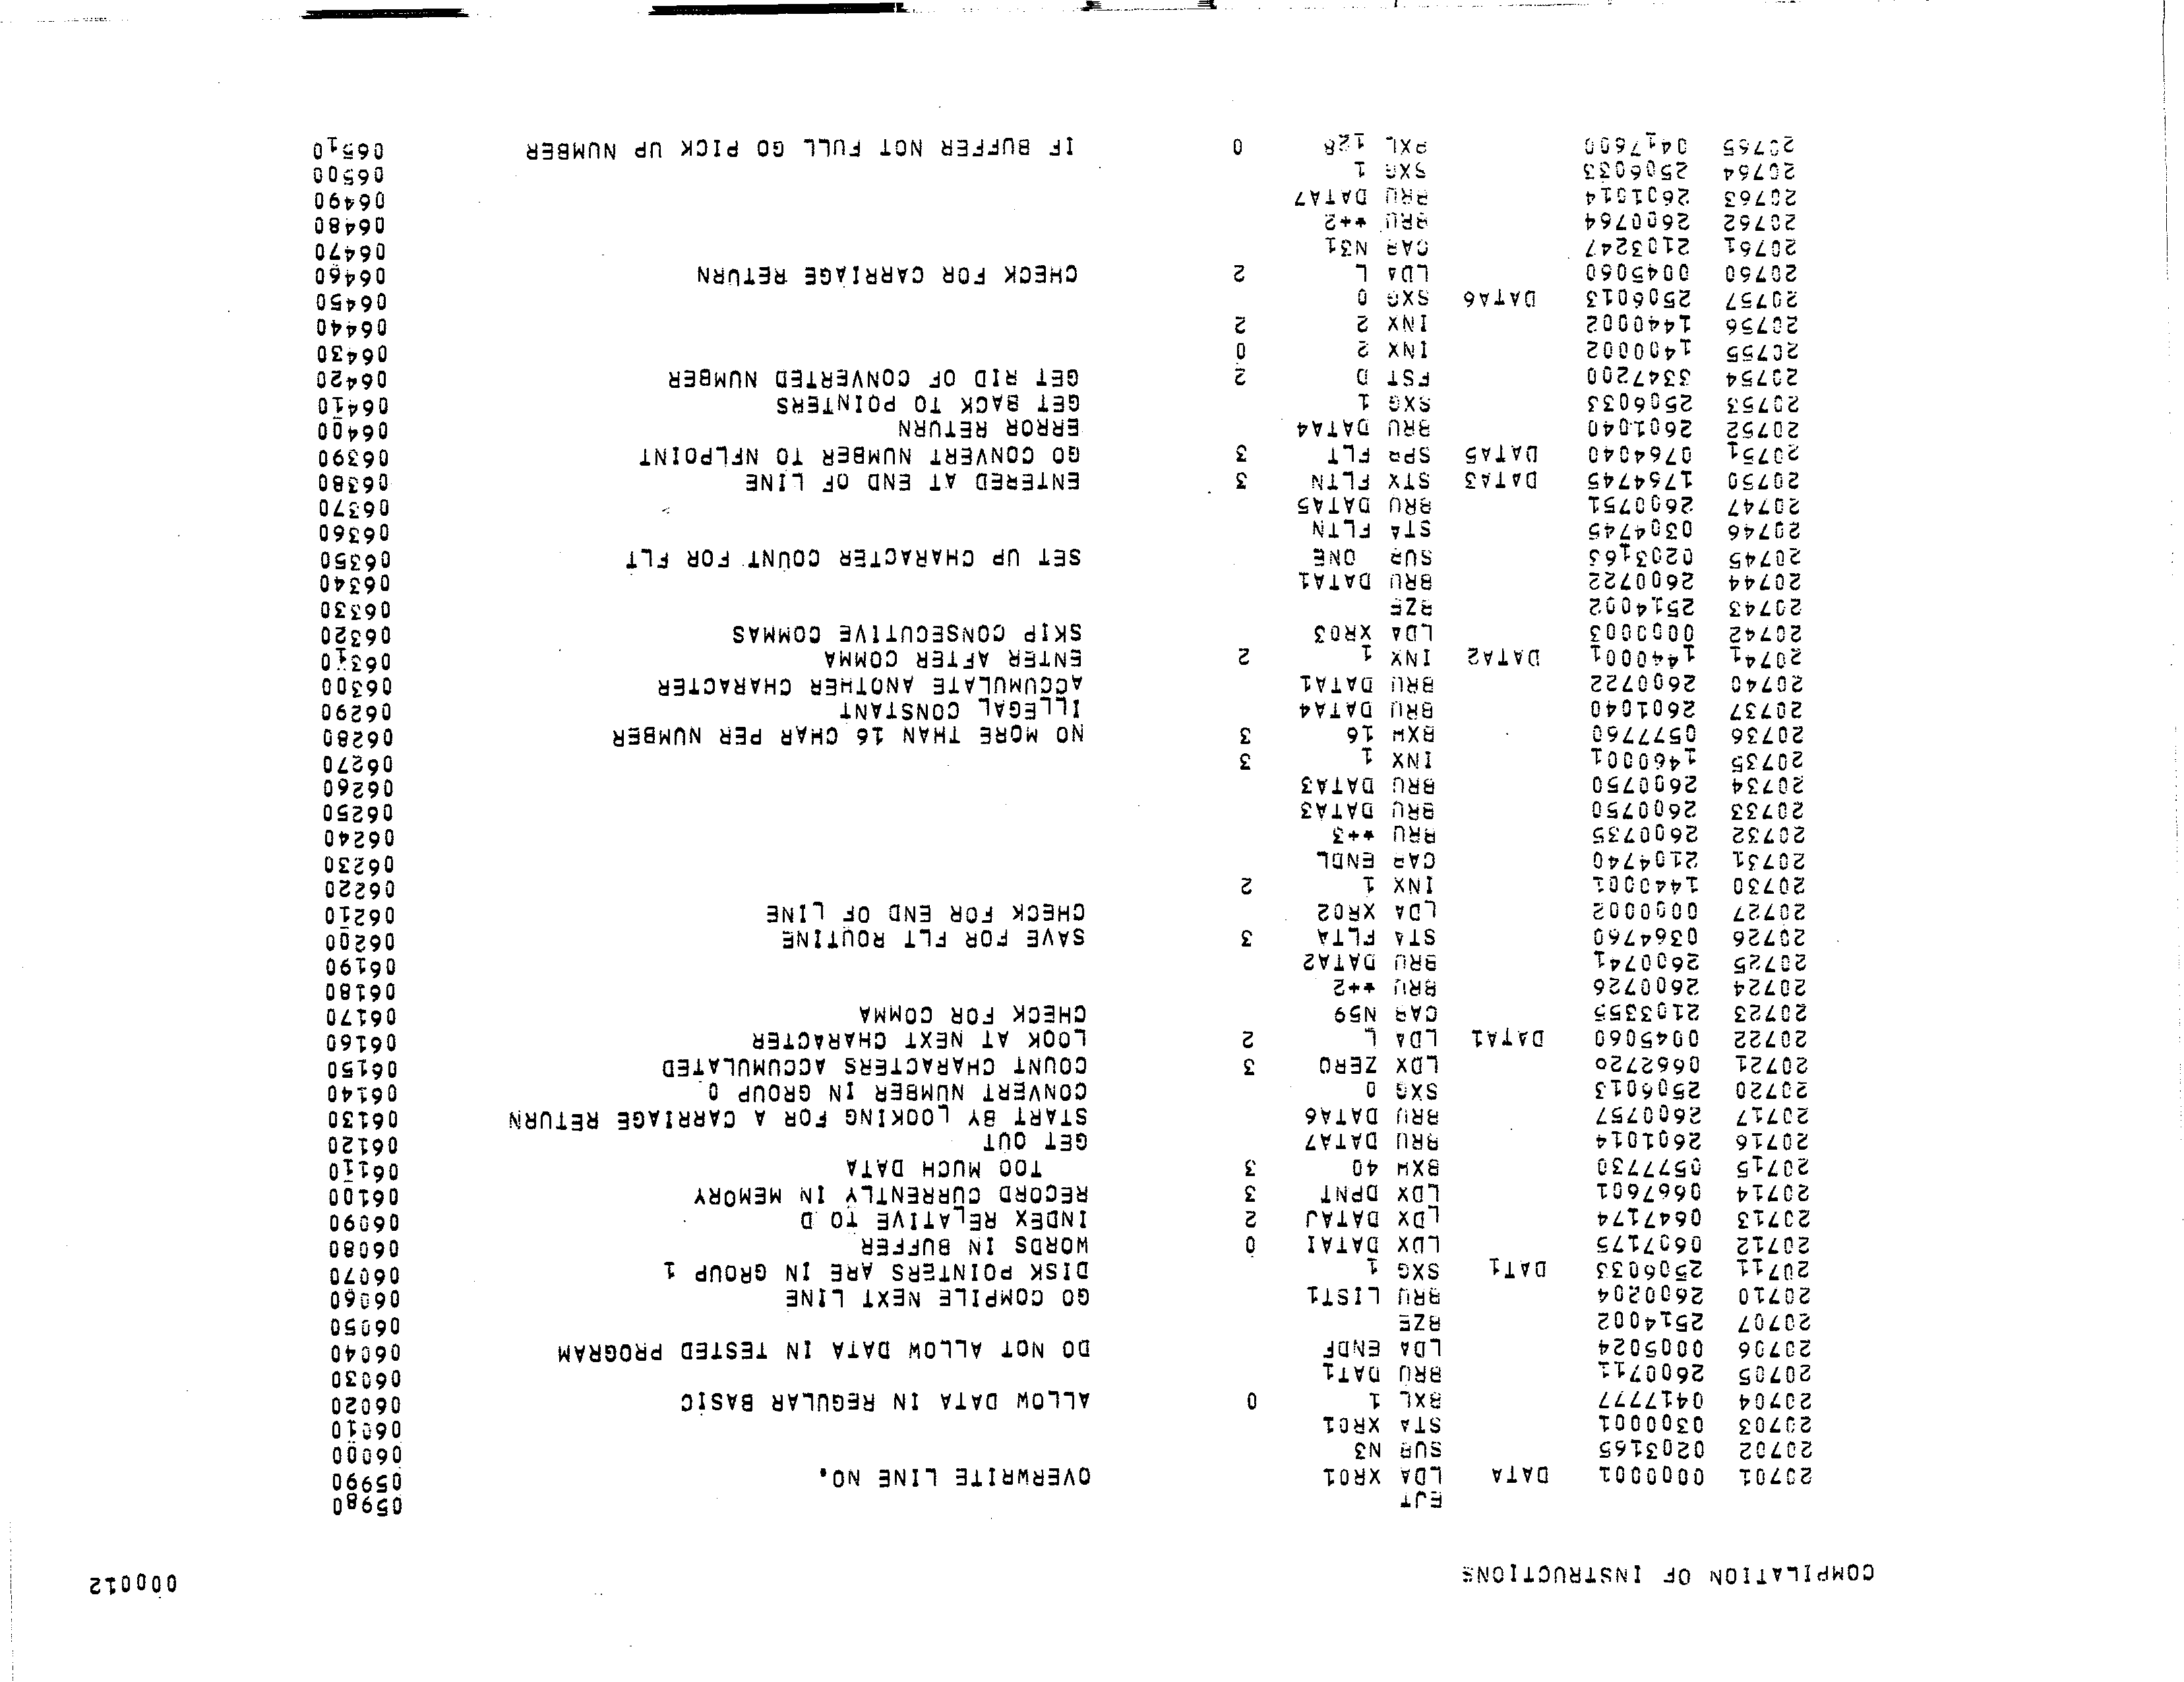 COMPILATION OF INSTRUCTIONS 000012
EJT 05980
20701 0000001 DATA LDA XR01 OVERWRITE LINE NO. 05990
20702 0203165 SUB N3 06000
20703 0300001 STA XR01 06010
20704 0417777 BXL 1 0 ALLOW DATA IN REGULAR BASIC 06020
20705 2600711 BRU DAT1 06030
20706 0005024 LDA ENDF DO NOT ALLOW DATA IN TESTED PROGRAM 06040
20707 2514002 BZE 06050
20710 2600204 BRU LIST1 GO COMPILE NEXT LINE 06060
20711 2506033 DAT1 SXG 1 DISK POINTERS ARE IN GROUP 1 06070
20712 0607175 LDX DATAI 0 WORDS IN BUFFER 06080
20713 0647174 LDX DATAJ 2 INDEX RELATIVE TO D 06090
20714 0667601 LDX DPNT 3 RECORD CURRENTLY IN MEMORY 06100
20715 0577730 BXH 40 3 TOO MUCH DATA 06110
20716 2601014 BRU DATA7 GET OUT 06120
20717 2600757 BRU DATA6 START BY LOOKING FOR A CARRIAGE RETURN 06130
20720 2506013 SXG 0 CONVERT NUMBER IN GROUP 0 06140
20721 0662720 LDX ZERO 3 COUNT CHARACTERS ACCUMULATED 06150
20722 0045060 DATA1 LDA L 2 LOOK AT NEXT CHARACTER 06160
20723 2103355 CAB N59 CHECK FOR COMMA 06170
20724 2600726 BRU *+2 06180
20725 2600741 BRU DATA2 06190
20726 0364760 STA FLTA 3 SAVE FOR FLT ROUTINE 06200
20727 0000002 LDA XR02 CHECK FOR END OF LINE 06210
20730 1440001 INX 1 2 06220
20731 2104740 CAB ENDL 06230
20732 2600735 BRU *+3 06240
20733 2600750 BRU DATA3 06250
20734 2600750 BRU DATA3 06260
20735 1460001 INX 1 3 06270
20736 0577760 BXH 16 3 NO MORE THAN 16 CHAR PER NUMBER 06280
20737 2601040 BRU DATA4 ILLEGAL CONSTANT 06290
20740 2600722 BRU DATA1 ACCUMULATE ANOTHER CHARACTER 06300
20741 1440001 DATA2 INX 1 2 ENTER AFTER COMMA 06310
20742 0000003 LDA XR03 SKIP CONSECUTIVE COMMAS 06320
20743 2514002 BZE 06330
20744 2600722 BRU DATA1 06340
20745 0203163 SUB ONE SET UP CHARACTER COUNT FOR FLT 06350
20746 0304745 STA FLTN 06360
20747 2600751 BRU DATA5 06370
20750 1764745 DATA3 STX FLTN 3 ENTERED AT END OF LINE 06380
20751 0764040 DATA5 SPB FLT 3 GO CONVERT NUMBER TO NFLPOINT 06390
20752 2601040 BRU DATA4 ERROR RETURN 06400
20753 2506033 SXG 1 GET BACK TO POINTERS 06410
20754 3347200 FST D 2 GET RID OF CONVERTED NUMBER 06420
20755 1400002 INX 2 0 06430
20756 1440002 INX 2 2 06440
20757 2506013 DATA6 SXG 0 06450
20760 0045060 LDA L 2 CHECK FOR CARRIAGE RETURN 06460
20761 2103247 CAB N31 06470
20762 2600764 BRU *+2 06480
20763 2601014 BRU DATA7 06490
20764 2506033 SXG 1 06500
20765 0417600 BXL 128 0 IF BUFFER NOT FULL GO PICK UP NUMBER 06510